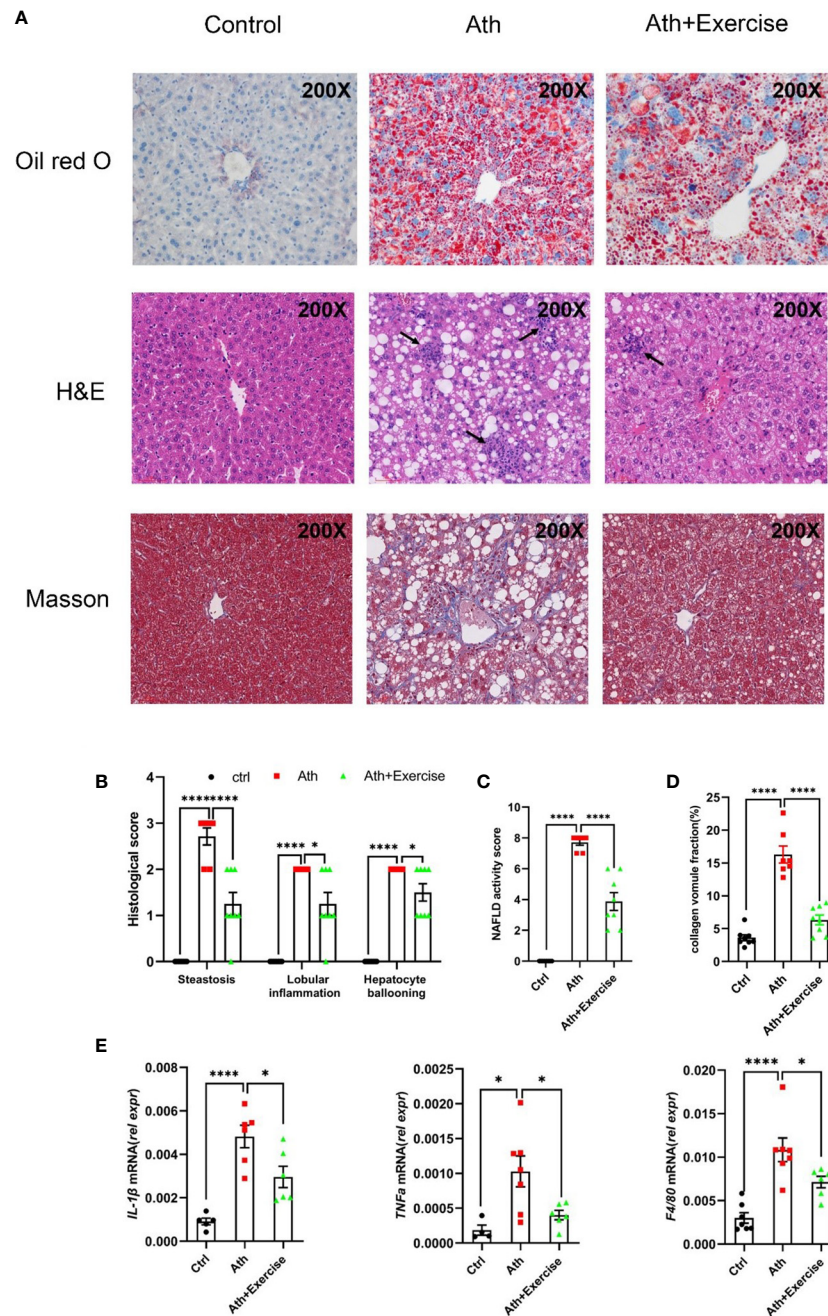 A
Control Ath Ath+Exercise
Oil red O
200X 200X 200X
H&E
200X 200X 200X
Masson
200X 200X 200X
B
ctrl Ath Ath+Exercise
Histological score
4
3
2
1
0
**** **** **** * **** *
Steastosis
Lobular
inflammation
Hepatocyte
ballooning
C
NAFLD activity score
10
8
6
4
2
0
**** ****
Ctrl
Ath
Ath+Exercise
D
collagen vomule fraction(%)
25
20
15
10
5
0
**** ****
Ctrl
Ath
Ath+Exercise
E
IL-1β mRNA(rel expr)
0.008
0.006
0.004
0.002
0.000
**** *
Ctrl
Ath
Ath+Exercise
TNFa mRNA(rel expr)
0.0025
0.0020
0.0015
0.0010
0.0005
0.0000
* *
Ctrl
Ath
Ath+Exercise
F4/80 mRNA(rel expr)
0.020
0.015
0.010
0.005
0.000
**** *
Ctrl
Ath
Ath+Exercise